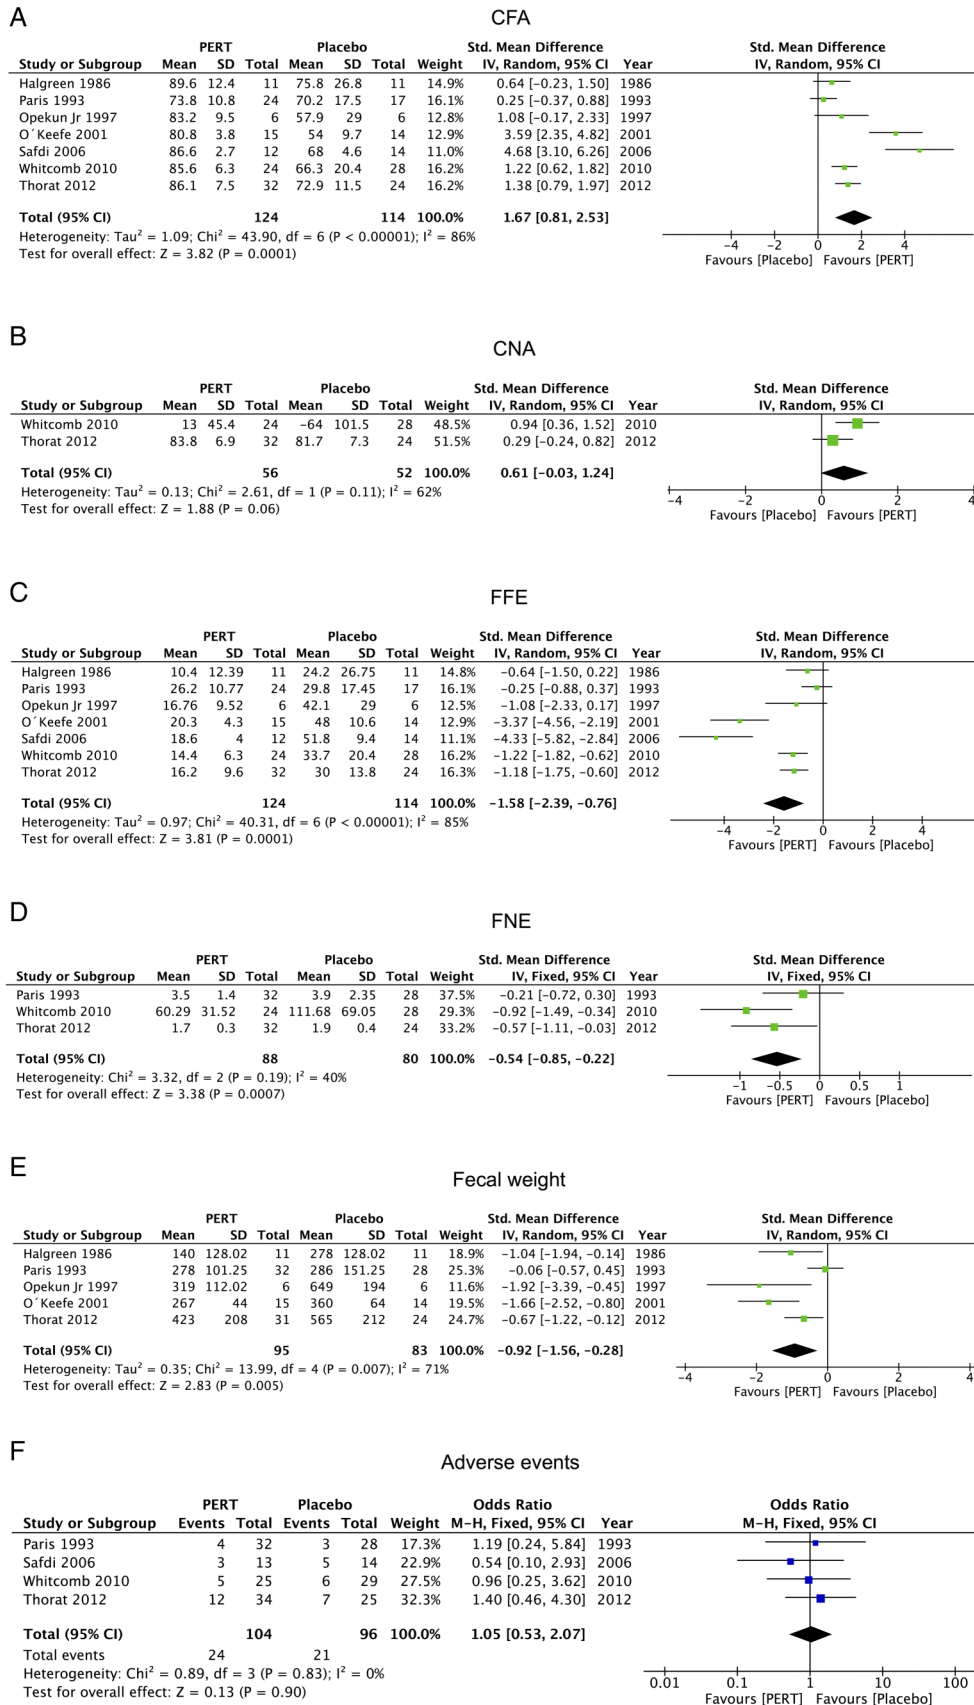 A
CFA
PERT Placebo Std. Mean Difference Std. Mean Difference
Study or Subgroup Mean SD Total Mean SD Total Weight IV, Random, 95% CI Year IV, Random, 95% CI
Halgreen 1986 89.6 12.4 11 75.8 26.8 11 14.9% 0.64 [-0.23, 1.50] 1986
Paris 1993 73.8 10.8 24 70.2 17.5 17 16.1% 0.25 [-0.37, 0.88] 1993
Opekun Jr 1997 83.2 9.5 6 57.9 29 6 12.8% 1.08 [-0.17, 2.33] 1997
O´Keefe 2001 80.8 3.8 15 54 9.7 14 12.9% 3.59 [2.35, 4.82] 2001
Safdi 2006 86.6 2.7 12 68 4.6 14 11.0% 4.68 [3.10, 6.26] 2006
Whitcomb 2010 85.6 6.3 24 66.3 20.4 28 16.2% 1.22 [0.62, 1.82] 2010
Thorat 2012 86.1 7.5 32 72.9 11.5 24 16.2% 1.38 [0.79, 1.97] 2012
Total (95% CI) 124 114 100.0% 1.67 [0.81, 2.53]
Heterogeneity: Tau² = 1.09; Chi² = 43.90, df = 6 (P < 0.00001); I² = 86%
Test for overall effect: Z = 3.82 (P = 0.0001)
-4 -2 0 2 4
Favours [Placebo] Favours [PERT]
B
CNA
PERT Placebo Std. Mean Difference Std. Mean Difference
Study or Subgroup Mean SD Total Mean SD Total Weight IV, Random, 95% CI Year IV, Random, 95% CI
Whitcomb 2010 13 45.4 24 -64 101.5 28 48.5% 0.94 [0.36, 1.52] 2010
Thorat 2012 83.8 6.9 32 81.7 7.3 24 51.5% 0.29 [-0.24, 0.82] 2012
Total (95% CI) 56 52 100.0% 0.61 [-0.03, 1.24]
Heterogeneity: Tau² = 0.13; Chi² = 2.61, df = 1 (P = 0.11); I² = 62%
Test for overall effect: Z = 1.88 (P = 0.06)
-4 -2 0 2 4
Favours [Placebo] Favours [PERT]
C
FFE
PERT Placebo Std. Mean Difference Std. Mean Difference
Study or Subgroup Mean SD Total Mean SD Total Weight IV, Random, 95% CI Year IV, Random, 95% CI
Halgreen 1986 10.4 12.39 11 24.2 26.75 11 14.8% -0.64 [-1.50, 0.22] 1986
Paris 1993 26.2 10.77 24 29.8 17.45 17 16.1% -0.25 [-0.88, 0.37] 1993
Opekun Jr 1997 16.76 9.52 6 42.1 29 6 12.5% -1.08 [-2.33, 0.17] 1997
O´Keefe 2001 20.3 4.3 15 48 10.6 14 12.9% -3.37 [-4.56, -2.19] 2001
Safdi 2006 18.6 4 12 51.8 9.4 14 11.1% -4.33 [-5.82, -2.84] 2006
Whitcomb 2010 14.4 6.3 24 33.7 20.4 28 16.2% -1.22 [-1.82, -0.62] 2010
Thorat 2012 16.2 9.6 32 30 13.8 24 16.3% -1.18 [-1.75, -0.60] 2012
Total (95% CI) 124 114 100.0% -1.58 [-2.39, -0.76]
Heterogeneity: Tau² = 0.97; Chi² = 40.31, df = 6 (P < 0.00001); I² = 85%
Test for overall effect: Z = 3.81 (P = 0.0001)
-4 -2 0 2 4
Favours [PERT] Favours [Placebo]
D
FNE
PERT Placebo Std. Mean Difference Std. Mean Difference
Study or Subgroup Mean SD Total Mean SD Total Weight IV, Fixed, 95% CI Year IV, Fixed, 95% CI
Paris 1993 3.5 1.4 32 3.9 2.35 28 37.5% -0.21 [-0.72, 0.30] 1993
Whitcomb 2010 60.29 31.52 24 111.68 69.05 28 29.3% -0.92 [-1.49, -0.34] 2010
Thorat 2012 1.7 0.3 32 1.9 0.4 24 33.2% -0.57 [-1.11, -0.03] 2012
Total (95% CI) 88 80 100.0% -0.54 [-0.85, -0.22]
Heterogeneity: Chi² = 3.32, df = 2 (P = 0.19); I² = 40%
Test for overall effect: Z = 3.38 (P = 0.0007)
-1 -0.5 0 0.5 1
Favours [PERT] Favours [Placebo]
E
Fecal weight
PERT Placebo Std. Mean Difference Std. Mean Difference
Study or Subgroup Mean SD Total Mean SD Total Weight IV, Random, 95% CI Year IV, Random, 95% CI
Halgreen 1986 140 128.02 11 278 128.02 11 18.9% -1.04 [-1.94, -0.14] 1986
Paris 1993 278 101.25 32 286 151.25 28 25.3% -0.06 [-0.57, 0.45] 1993
Opekun Jr 1997 319 112.02 6 649 194 6 11.6% -1.92 [-3.39, -0.45] 1997
O´Keefe 2001 267 44 15 360 64 14 19.5% -1.66 [-2.52, -0.80] 2001
Thorat 2012 423 208 31 565 212 24 24.7% -0.67 [-1.22, -0.12] 2012
Total (95% CI) 95 83 100.0% -0.92 [-1.56, -0.28]
Heterogeneity: Tau² = 0.35; Chi² = 13.99, df = 4 (P = 0.007); I² = 71%
Test for overall effect: Z = 2.83 (P = 0.005)
-4 -2 0 2 4
Favours [PERT] Favours [Placebo]
F
Adverse events
PERT Placebo Odds Ratio Odds Ratio
Study or Subgroup Events Total Events Total Weight M-H, Fixed, 95% CI Year M-H, Fixed, 95% CI
Paris 1993 4 32 3 28 17.3% 1.19 [0.24, 5.84] 1993
Safdi 2006 3 13 5 14 22.9% 0.54 [0.10, 2.93] 2006
Whitcomb 2010 5 25 6 29 27.5% 0.96 [0.25, 3.62] 2010
Thorat 2012 12 34 7 25 32.3% 1.40 [0.46, 4.30] 2012
Total (95% CI) 104 96 100.0% 1.05 [0.53, 2.07]
Total events 24 21
Heterogeneity: Chi² = 0.89, df = 3 (P = 0.83); I² = 0%
Test for overall effect: Z = 0.13 (P = 0.90)
0.01 0.1 1 10 100
Favours [PERT] Favours [Placebo]